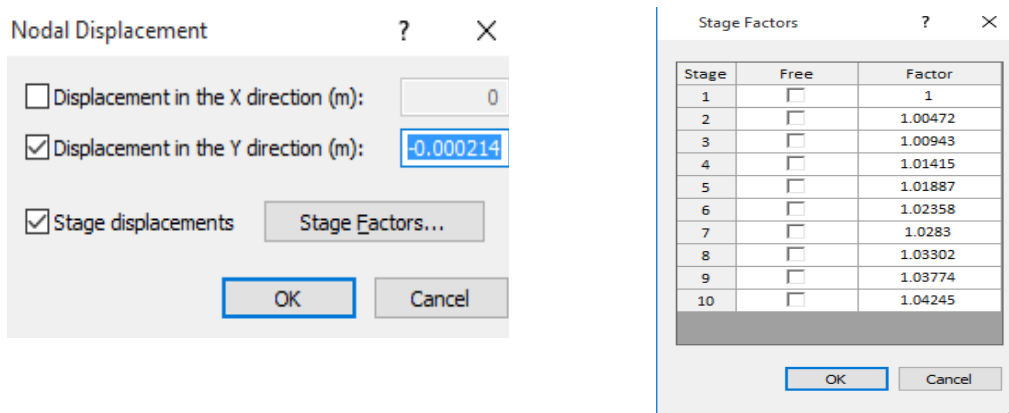 Nodal Displacement ? ×
Displacement in the X direction (m): 0
Displacement in the Y direction (m): -0.000214
Stage displacements Stage Factors...
OK Cancel
Stage Factors ? ×
Stage Free Factor
1 1
2 1.00472
3 1.00943
4 1.01415
5 1.01887
6 1.02358
7 1.0283
8 1.03302
9 1.03774
10 1.04245
OK Cancel